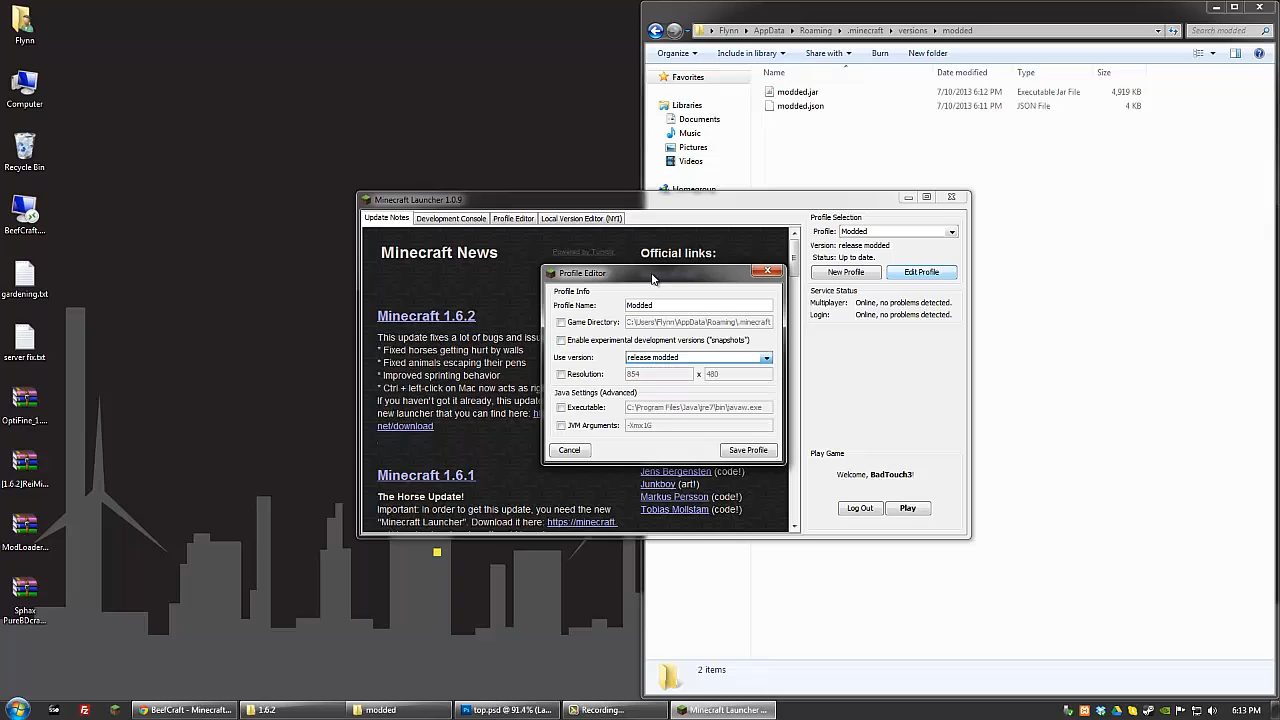 Flynn
Computer
Recycle Bin
BeefCraft...
gardening.txt
server fix.txt
OptiFine_1....
[1.6.2]ReiMi...
ModLoader...
Sphax
PureBDcra...
Flynn
AppData
Roaming
.minecraft
versions
modded
Search modded
Organize
Include in library
Share with
Burn
New folder
Name
Date modified
Type
Size
Favorites
modded.jar
7/10/2013 6:12 PM
Executable Jar File
4,919 KB
modded.json
7/10/2013 6:11 PM
JSON File
4 KB
Libraries
Documents
Music
Pictures
Videos
Homegroup
2 items
Minecraft Launcher 1.0.9
Update Notes
Development Console
Profile Editor
Local Version Editor (NYI)
Minecraft News
Powered by Tumblr
Official links:
Minecraft 1.6.2
This update fixes a lot of bugs and issu
* Fixed horses getting hurt by walls
* Fixed animals escaping their pens
* Improved sprinting behavior
* Ctrl + left-click on Mac now acts as rig
If you haven't got it already, this update
new launcher that you can find here: ht
net/download
Minecraft 1.6.1
The Horse Update!
Important: In order to get this update, you need the new
"Minecraft Launcher". Download it here: https://minecraft.
Jens Bergensten (code!)
Junkboy (art!)
Markus Persson (code!)
Tobias Mollstam (code!)
Profile Selection
Profile: Modded
Version: release modded
Status: Up to date.
New Profile
Edit Profile
Service Status
Multiplayer: Online, no problems detected.
Login: Online, no problems detected.
Play Game
Welcome, BadTouch3!
Log Out
Play
Profile Editor
Profile Info
Profile Name: Modded
Game Directory: C:\Users\Flynn\AppData\Roaming\.minecraft
Enable experimental development versions ("snapshots")
Use version: release modded
Resolution: 854 x 480
Java Settings (Advanced)
Executable: C:\Program Files\Java\jre7\bin\javaw.exe
JVM Arguments: -Xmx1G
Cancel
Save Profile
BeefCraft - Minecraft...
1.6.2
modded
top.psd @ 91.4% (La...
Recording...
Minecraft Launcher ...
6:13 PM